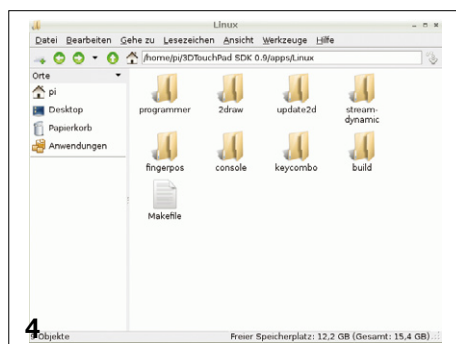 Linux
Datei Bearbeiten Gehe zu Lesezeichen Ansicht Werkzeuge Hilfe
/home/pi/3DTouchPad SDK 0.9/apps/Linux
Orte
pi
Desktop
Papierkorb
Anwendungen
programmer 2draw update2d stream-
dynamic
fingerpos console keycombo build
Makefile
4
Objekte Freier Speicherplatz: 12,2 GB (Gesamt: 15,4 GB)